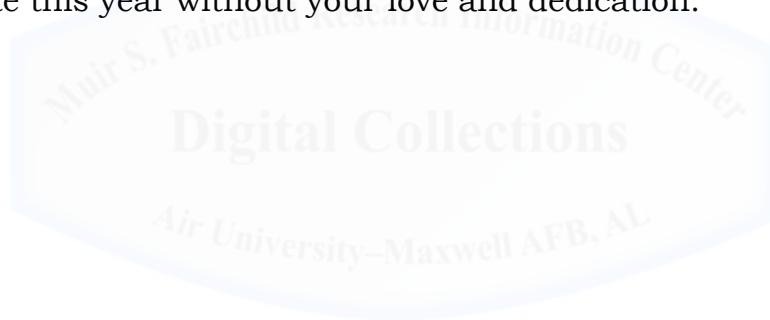 this year without your love and dedication.
Muir S. Fairchild Research Information Center
Digital Collections
Air University–Maxwell AFB, AL